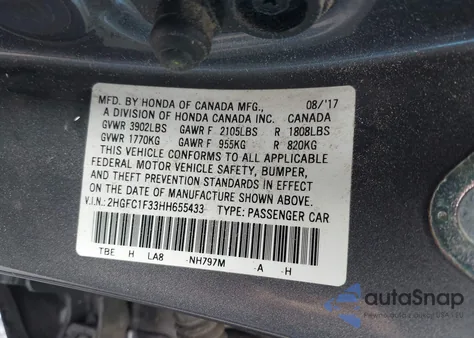 MFD. BY HONDA OF CANADA MFG., 08/'17
A DIVISION OF HONDA CANADA INC. CANADA
GVWR 3902LBS GAWR F 2105LBS R 1808LBS
GVWR 1770KG GAWR F 955KG R 820KG
THIS VEHICLE CONFORMS TO ALL APPLICABLE
FEDERAL MOTOR VEHICLE SAFETY, BUMPER,
AND THEFT PREVENTION STANDARDS IN EFFECT
ON THE DATE OF MANUFACTURE SHOWN ABOVE.
V.I.N.: 2HGFC1F33HH655433 TYPE: PASSENGER CAR
TBE H LA8 NH797M A H
autoSnap